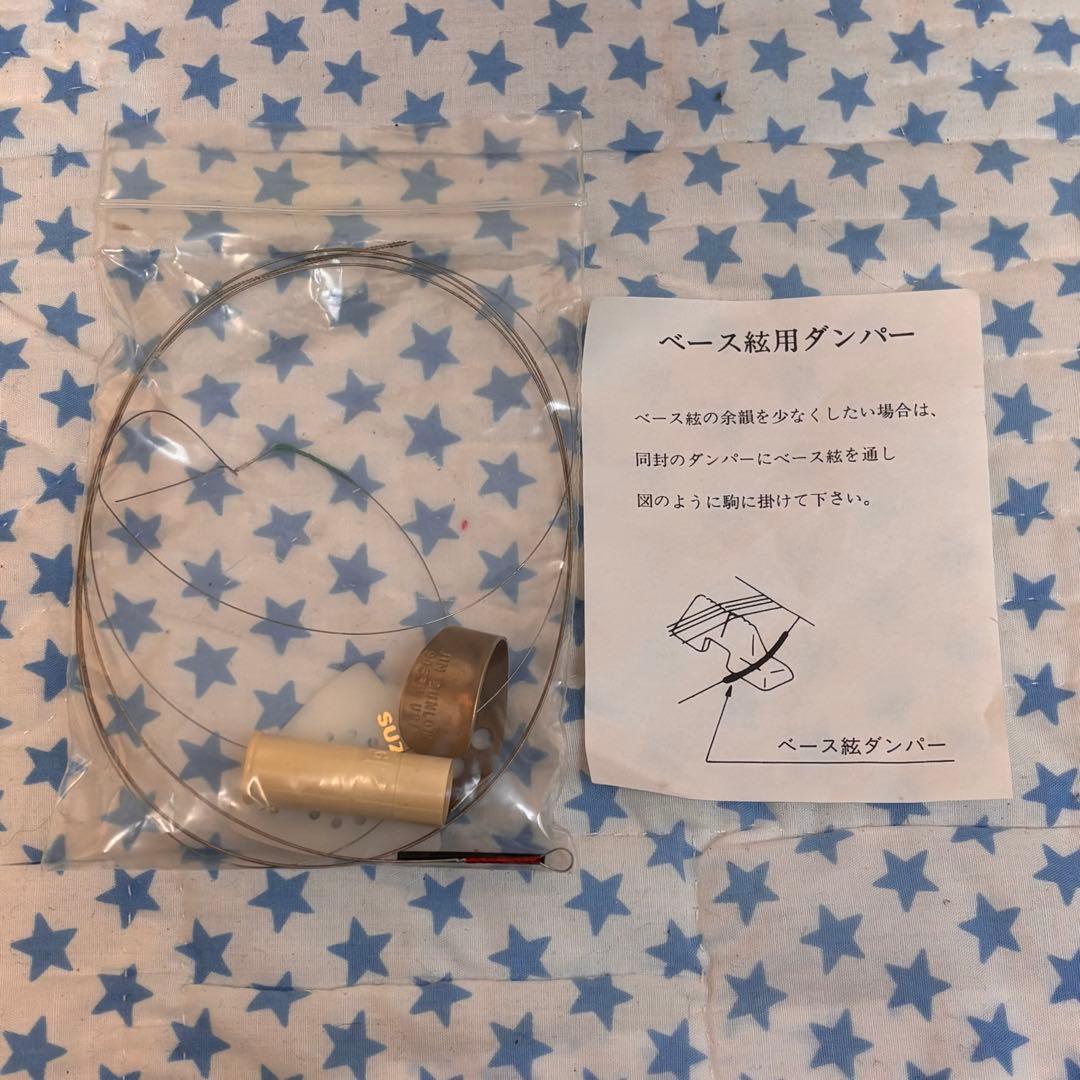 ベース絃用ダンパー
ベース絃の余韻を少なくしたい場合は、
同封のダンパーにベース絃を通し
図のように駒に掛けて下さい。
ベース絃ダンパー
JIM DUNLO
SUZ